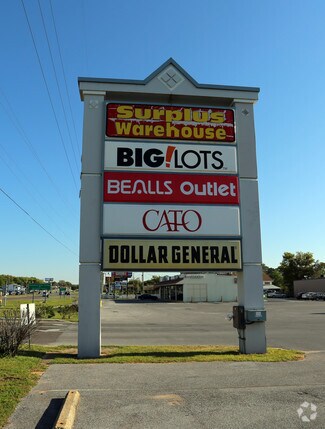 Surplus
Warehouse
BIG!LOTS
BEALLS Outlet
CATO
DOLLAR GENERAL